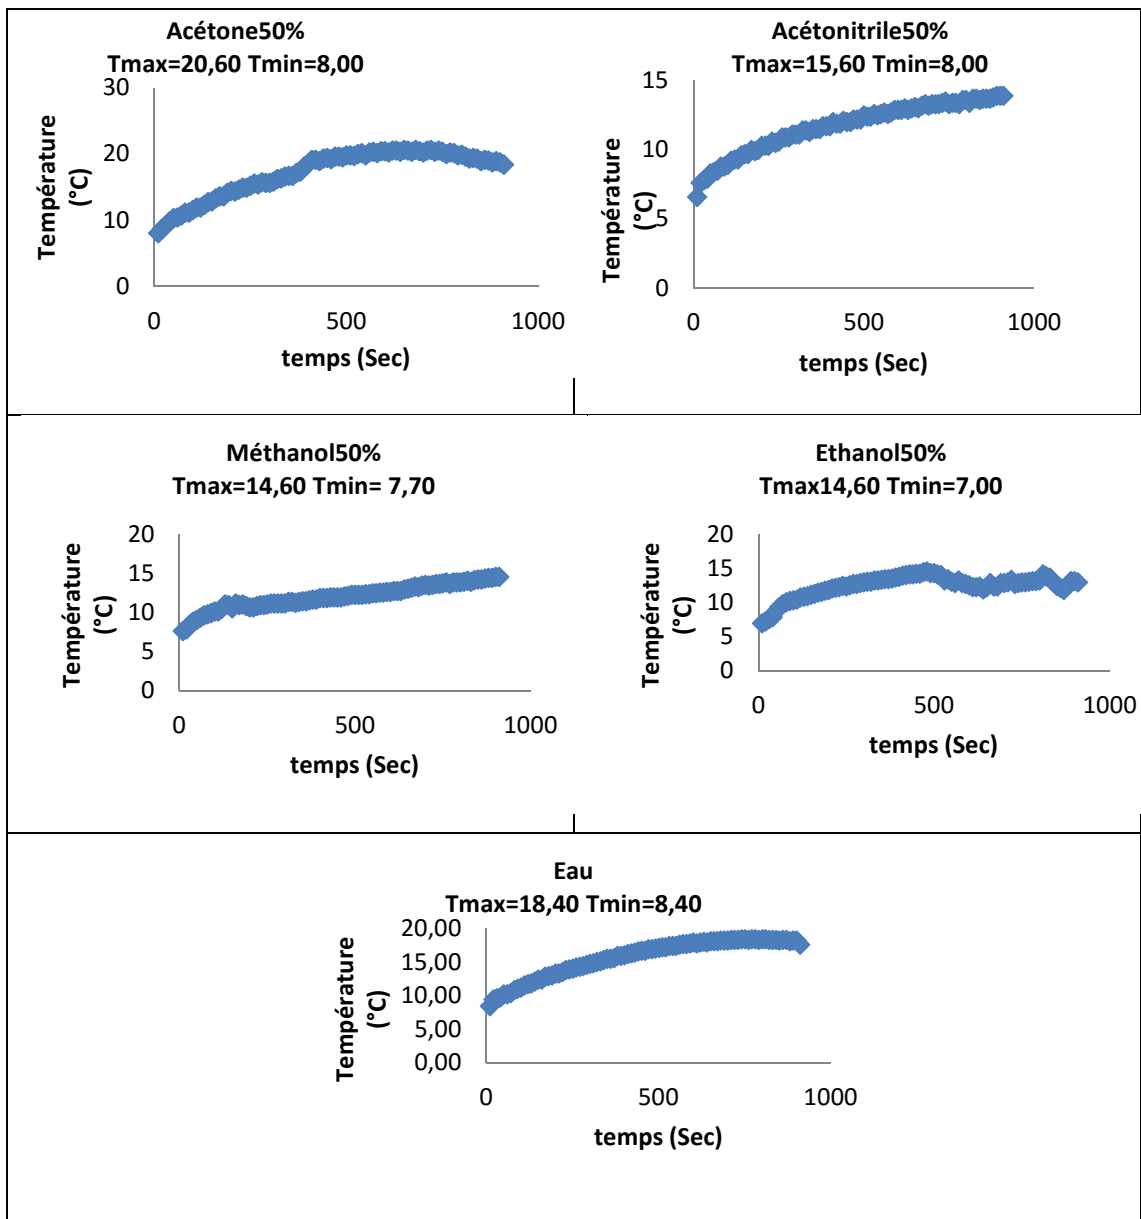 Acétone50%
Tmax=20,60 Tmin=8,00
30
20
10
0
Température
(°C)
0
500
1000
temps (Sec)
Acétonitrile50%
Tmax=15,60 Tmin=8,00
15
10
5
0
Température
(°C)
0
500
1000
temps (Sec)
Méthanol50%
Tmax=14,60 Tmin= 7,70
20
15
10
5
0
Température
(°C)
0
500
1000
temps (Sec)
Ethanol50%
Tmax14,60 Tmin=7,00
20
15
10
5
0
Température
(°C)
0
500
1000
temps (Sec)
Eau
Tmax=18,40 Tmin=8,40
20,00
15,00
10,00
5,00
0,00
Température
(°C)
0
500
1000
temps (Sec)